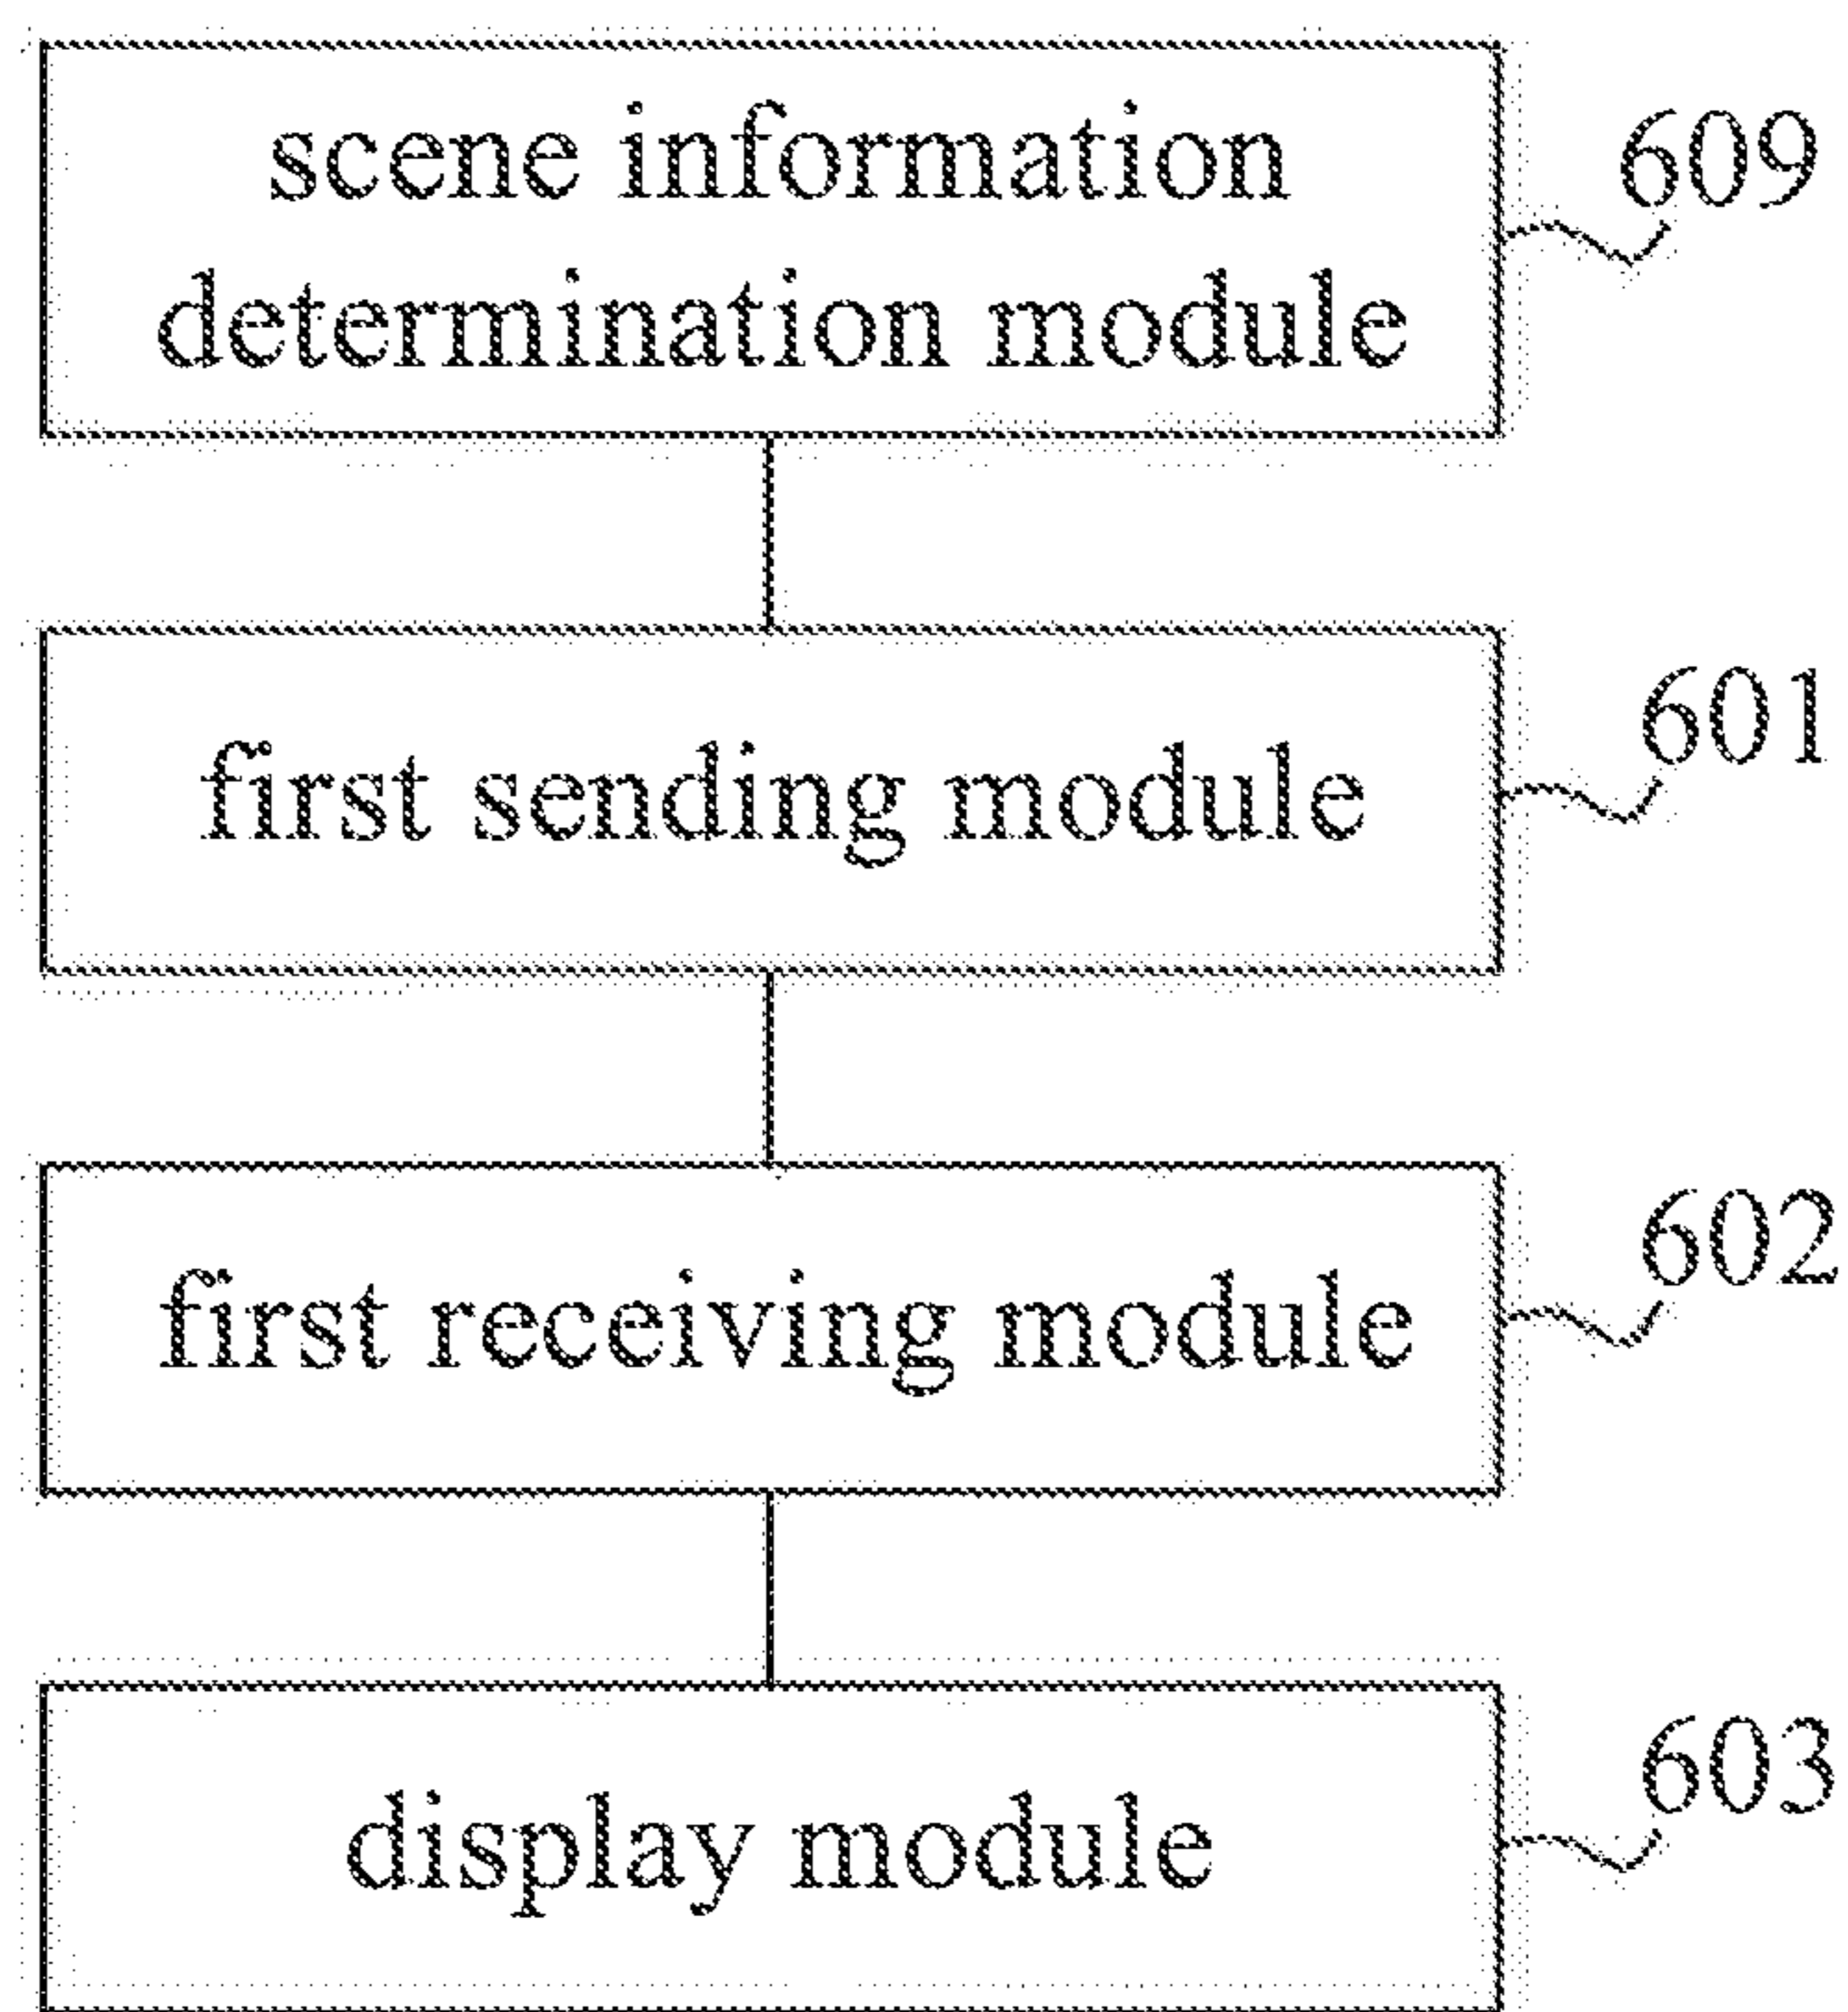 scene information
determination module
609
first sending module
601
first receiving module
602
display module
603